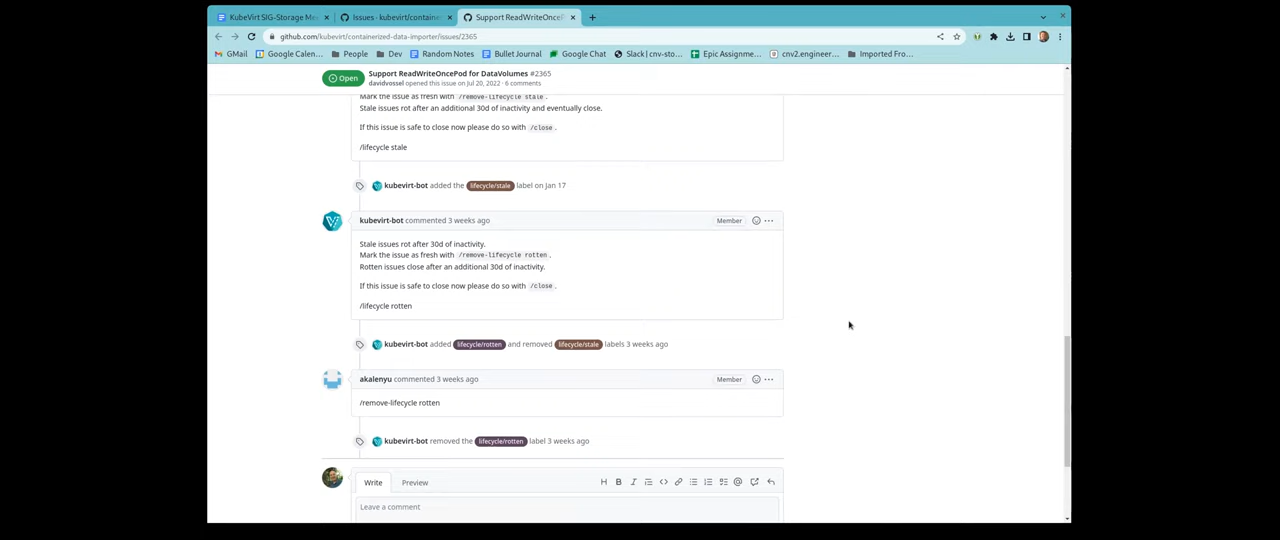 KubeVirt SIG-Storage Me
Issues · kubevirt/container
Support ReadWriteOnceP
github.com/kubevirt/containerized-data-importer/issues/2365
GMail
Google Calen...
People
Dev
Random Notes
Bullet Journal
Google Chat
Slack | cnv-sto...
Epic Assignme...
cnv2.engineer...
Imported Fro...
Open
Support ReadWriteOncePod for DataVolumes #2365
davidvossel opened this issue on Jul 20, 2022 · 6 comments
Mark the issue as fresh with /remove-lifecycle stale .
Stale issues rot after an additional 30d of inactivity and eventually close.
If this issue is safe to close now please do so with /close .
/lifecycle stale
kubevirt-bot added the lifecycle/stale label on Jan 17
kubevirt-bot commented 3 weeks ago
Member
Stale issues rot after 30d of inactivity.
Mark the issue as fresh with /remove-lifecycle rotten .
Rotten issues close after an additional 30d of inactivity.
If this issue is safe to close now please do so with /close .
/lifecycle rotten
kubevirt-bot added lifecycle/rotten and removed lifecycle/stale labels 3 weeks ago
akalenyu commented 3 weeks ago
Member
/remove-lifecycle rotten
kubevirt-bot removed the lifecycle/rotten label 3 weeks ago
Write
Preview
Leave a comment